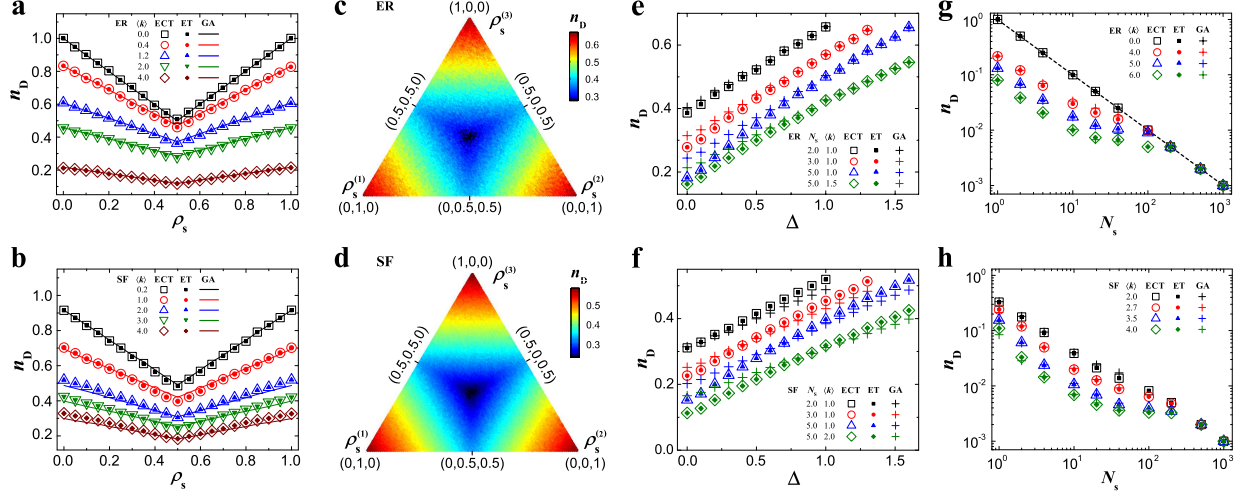 a
ER ⟨k⟩ ECT ET GA
0.0
0.4
1.2
2.0
4.0
1.0
0.8
0.6
0.4
0.2
n_D
0.0 0.2 0.4 0.6 0.8 1.0
ρ_s
b
SF ⟨k⟩ ECT ET GA
0.2
1.0
2.0
3.0
4.0
1.0
0.8
0.6
0.4
0.2
n_D
0.0 0.2 0.4 0.6 0.8 1.0
ρ_s
c ER
(1,0,0) ρ_s^(3)
n_D
0.6
0.5
0.4
0.3
(0.5,0.5,0)
(0.5,0,0.5)
ρ_s^(1) ρ_s^(2)
(0,1,0) (0,0.5,0.5) (0,0,1)
d SF
(1,0,0) ρ_s^(3)
n_D
0.5
0.4
0.3
(0.5,0.5,0)
(0.5,0,0.5)
ρ_s^(1) ρ_s^(2)
(0,1,0) (0,0.5,0.5) (0,0,1)
e
0.6
0.4
0.2
n_D
ER N_s ⟨k⟩ ECT ET GA
2.0 1.0
3.0 1.0
5.0 1.0
5.0 1.5
0.0 0.5 1.0 1.5
Δ
f
0.6
0.4
0.2
0.0
n_D
SF N_s ⟨k⟩ ECT ET GA
2.0 1.0
3.0 1.0
5.0 1.0
5.0 2.0
0.0 0.5 1.0 1.5
Δ
g
ER ⟨k⟩ ECT ET GA
0.0
4.0
5.0
6.0
10^0
10^-1
10^-2
10^-3
n_D
10^0 10^1 10^2 10^3
N_s
h
SF ⟨k⟩ ECT ET GA
2.0
2.7
3.5
4.0
10^0
10^-1
10^-2
10^-3
n_D
10^0 10^1 10^2 10^3
N_s